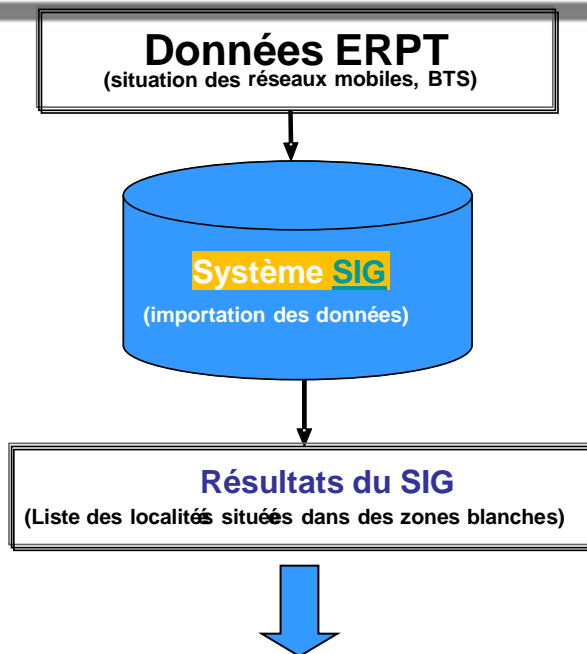 Données ERPT
(situation des réseaux mobiles, BTS)
Système SIG
(importation des données)
Résultats du SIG
(Liste des localités situées dans des zones blanches)